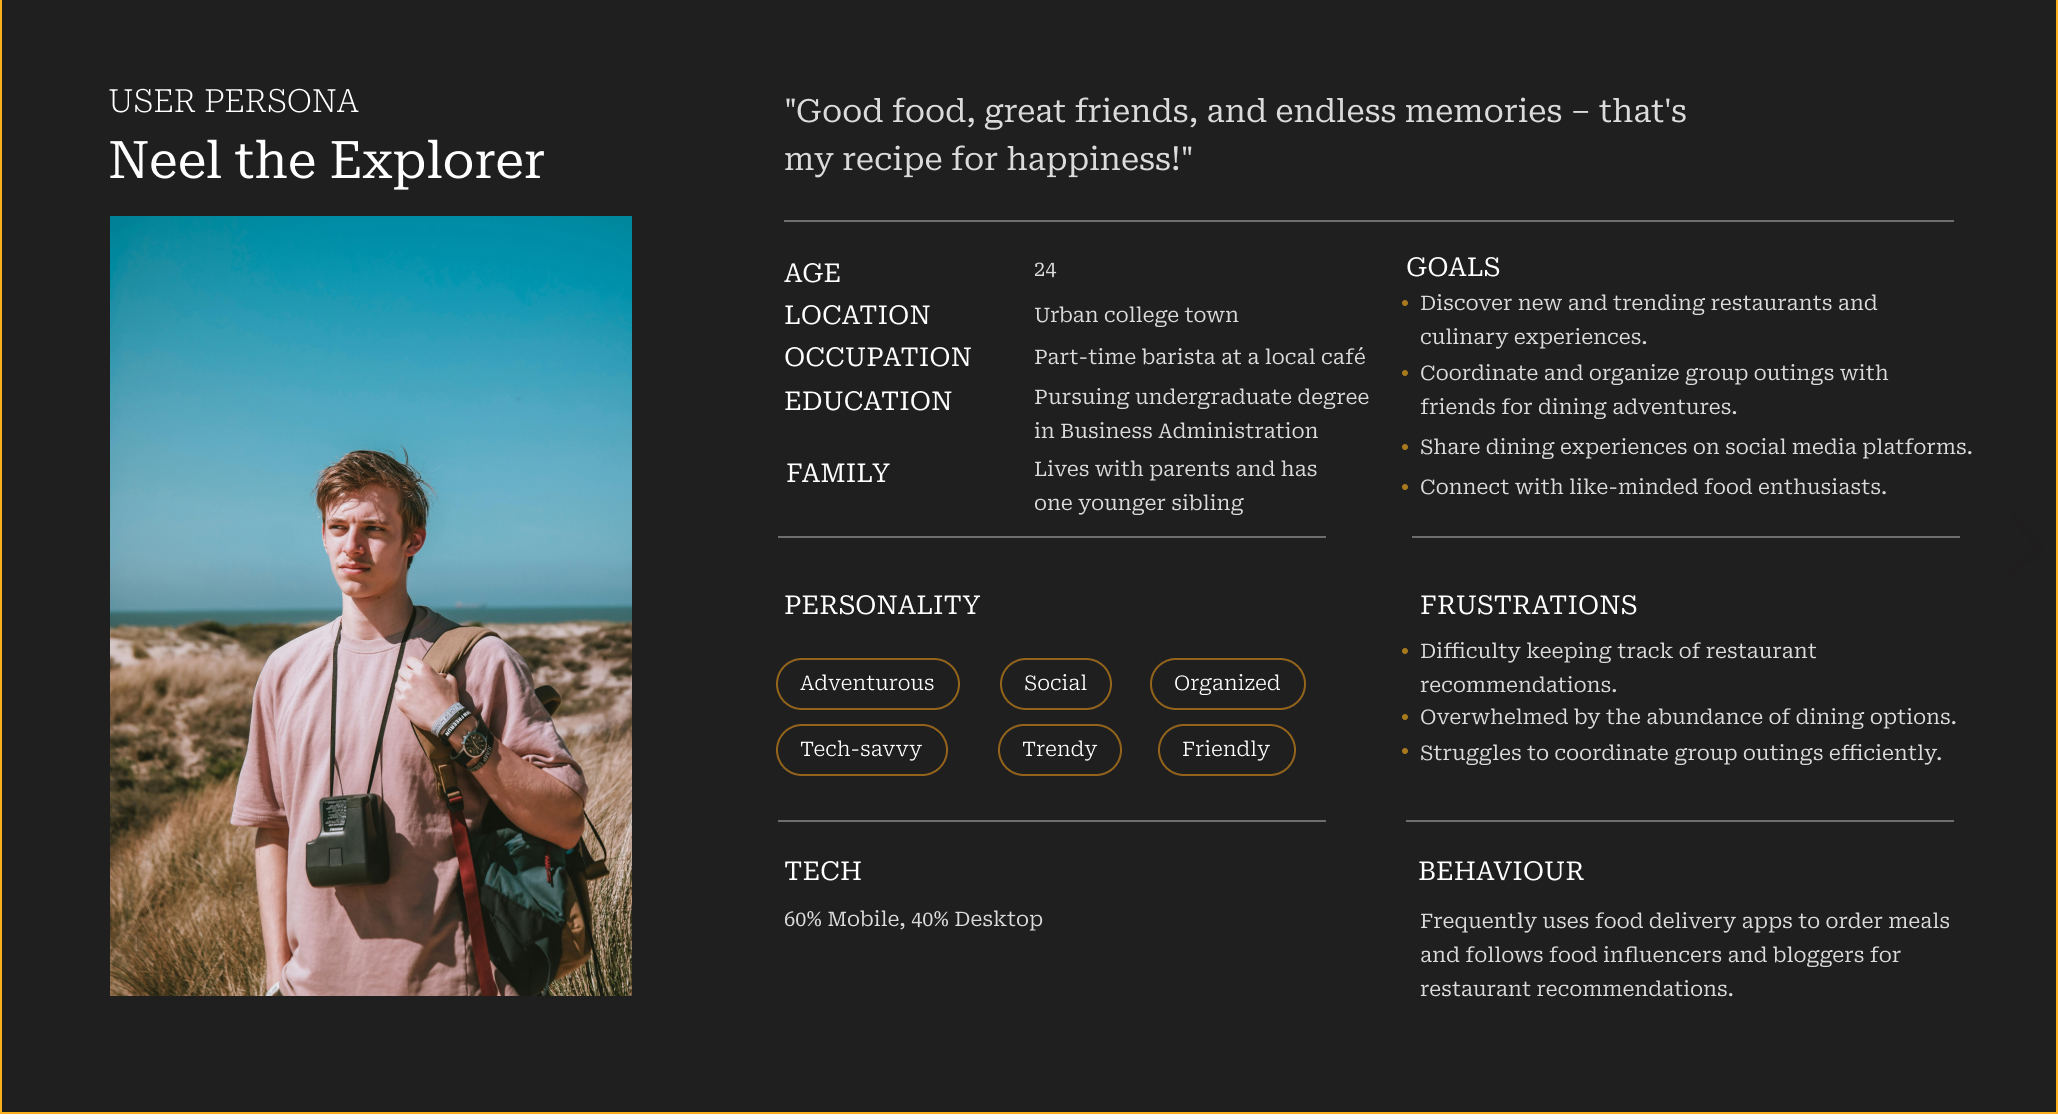 USER PERSONA
Neel the Explorer
"Good food, great friends, and endless memories – that's
my recipe for happiness!"
AGE
24
LOCATION
Urban college town
OCCUPATION
Part-time barista at a local café
EDUCATION
Pursuing undergraduate degree
in Business Administration
FAMILY
Lives with parents and has
one younger sibling
GOALS
• Discover new and trending restaurants and
culinary experiences.
• Coordinate and organize group outings with
friends for dining adventures.
• Share dining experiences on social media platforms.
• Connect with like-minded food enthusiasts.
PERSONALITY
Adventurous
Social
Organized
Tech-savvy
Trendy
Friendly
FRUSTRATIONS
• Difficulty keeping track of restaurant
recommendations.
• Overwhelmed by the abundance of dining options.
• Struggles to coordinate group outings efficiently.
TECH
60% Mobile, 40% Desktop
BEHAVIOUR
Frequently uses food delivery apps to order meals
and follows food influencers and bloggers for
restaurant recommendations.